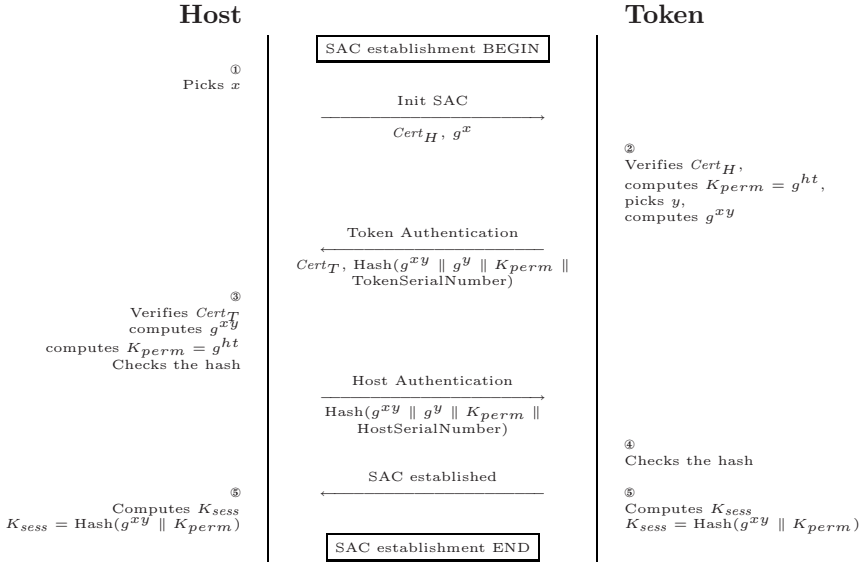 Host
Token
SAC establishment BEGIN
①
Picks x
Init SAC
Cert_H, g^x
②
Verifies Cert_H,
computes K_perm = g^ht,
picks y,
computes g^xy
Token Authentication
Cert_T, Hash(g^xy ∥ g^y ∥ K_perm ∥
TokenSerialNumber)
③
Verifies Cert_T
computes g^xy
computes K_perm = g^ht
Checks the hash
Host Authentication
Hash(g^xy ∥ g^y ∥ K_perm ∥
HostSerialNumber)
④
Checks the hash
SAC established
⑤
Computes K_sess
K_sess = Hash(g^xy ∥ K_perm)
⑤
Computes K_sess
K_sess = Hash(g^xy ∥ K_perm)
SAC establishment END